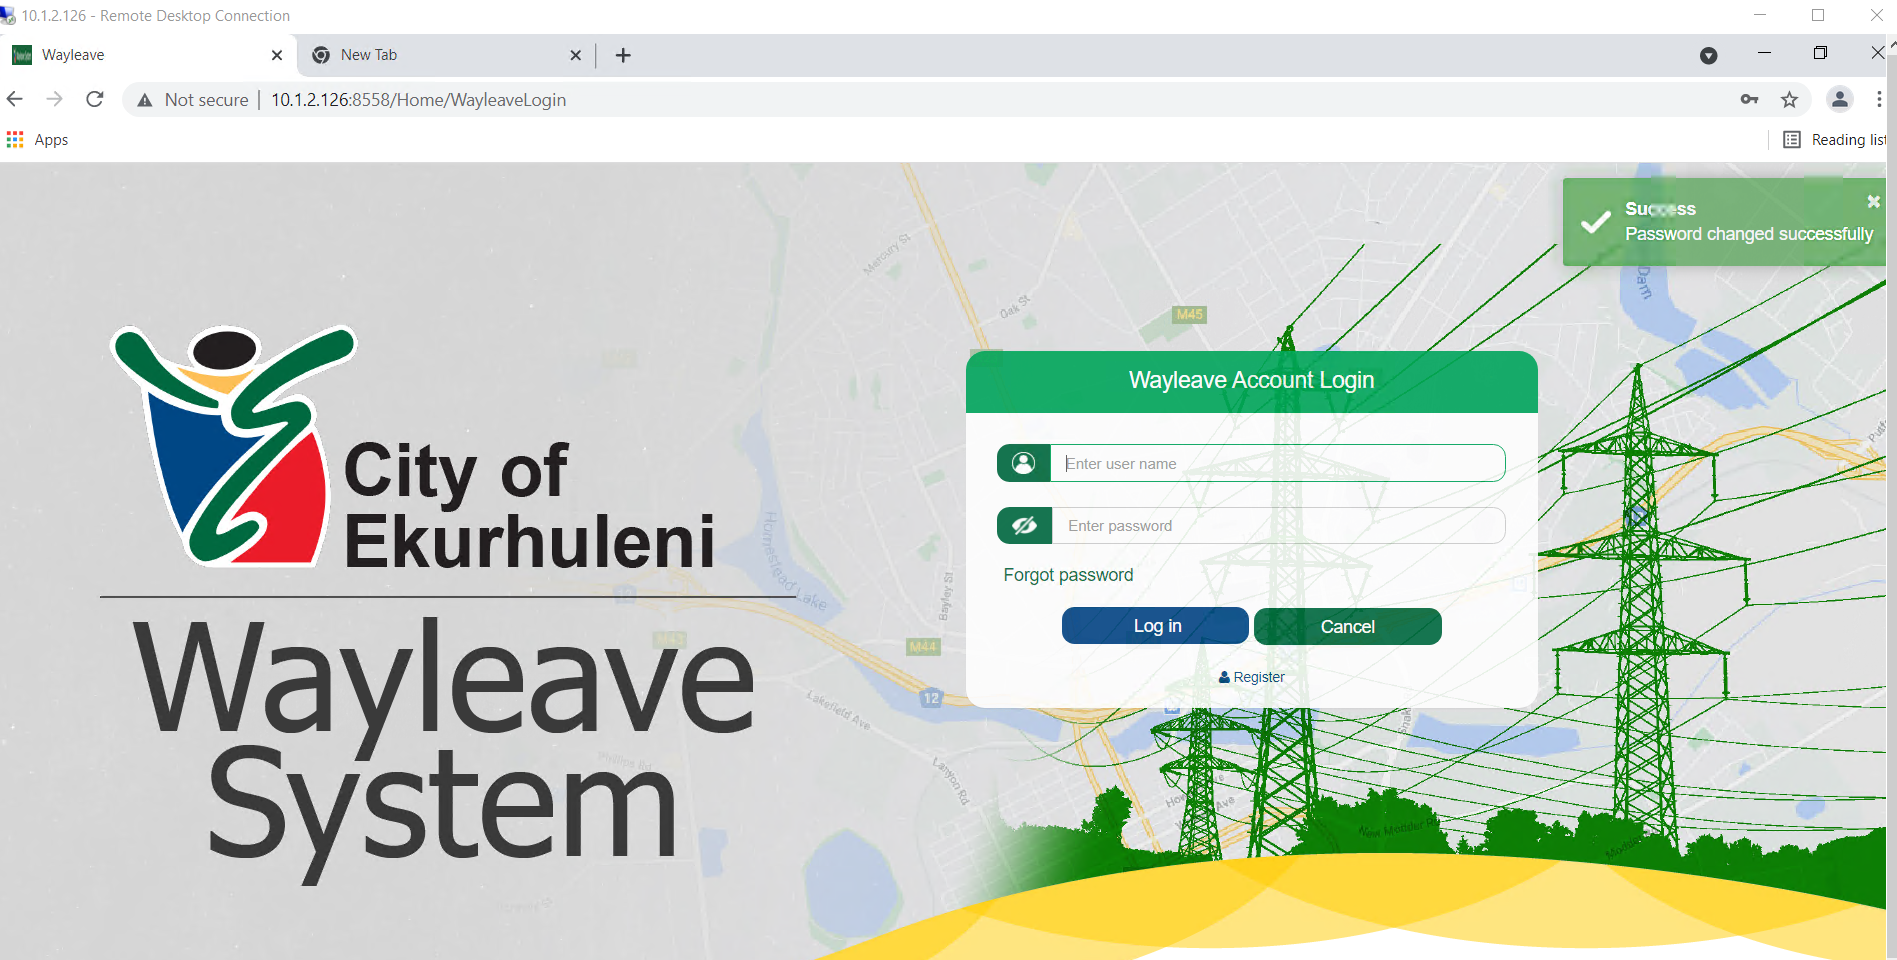 10.1.2.126 - Remote Desktop Connection
Wayleave
New Tab
Not secure
10.1.2.126:8558/Home/WayleaveLogin
Apps
Reading list
Success
Password changed successfully
Mercury St
Oak St
Dam
M45
Wayleave Account Login
City of
Ekurhuleni
Enter user name
Enter password
Homestead Lake
Bayley St
Forgot password
12
Log in
Cancel
M44
Register
Wayleave
System
12
Lakefield Ave
Phillips Rd
Lanyon Rd
Ave
New Modder Rd